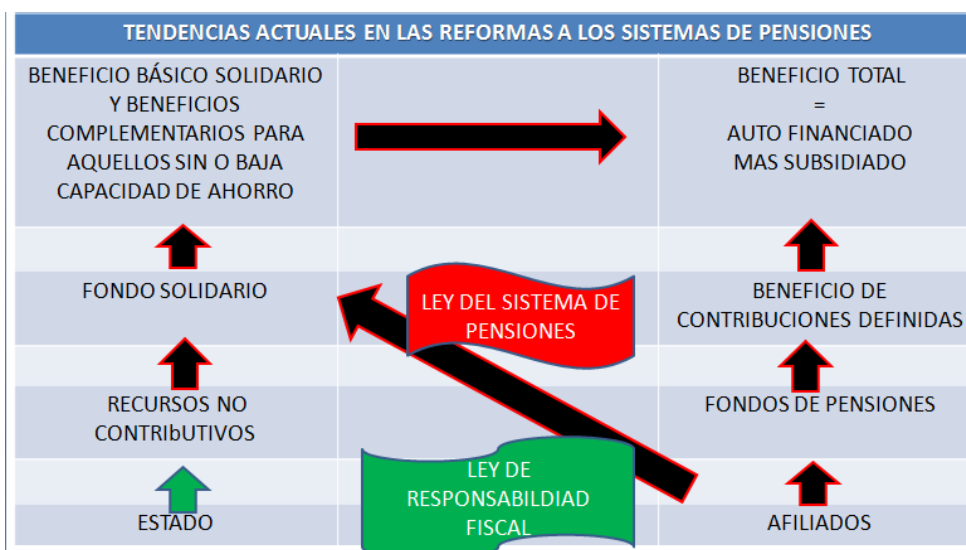 TENDENCIAS ACTUALES EN LAS REFORMAS A LOS SISTEMAS DE PENSIONES
BENEFICIO BÁSICO SOLIDARIO
Y BENEFICIOS
COMPLEMENTARIOS PARA
AQUELLOS SIN O BAJA
CAPACIDAD DE AHORRO
BENEFICIO TOTAL
=
AUTO FINANCIADO
MAS SUBSIDIADO
FONDO SOLIDARIO
LEY DEL SISTEMA DE
PENSIONES
BENEFICIO DE
CONTRIBUCIONES DEFINIDAS
RECURSOS NO
CONTRIbUTIVOS
FONDOS DE PENSIONES
ESTADO
LEY DE
RESPONSABILDIAD
FISCAL
AFILIADOS